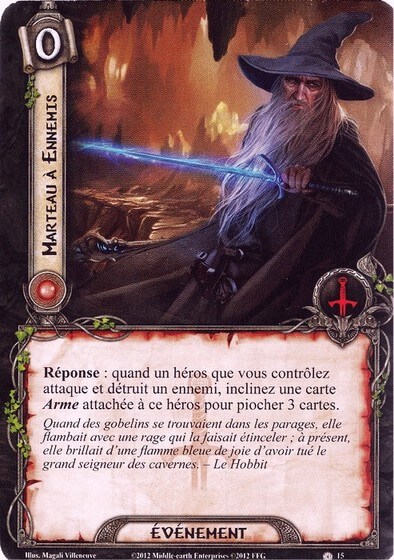 0
MARTEAU À ENNEMIS
Réponse : quand un héros que vous contrôlez
attaque et détruit un ennemi, inclinez une carte
Arme attachée à ce héros pour piocher 3 cartes.
Quand des gobelins se trouvaient dans les parages, elle
flambait avec une rage qui la faisait étinceler ; à présent,
elle brillait d'une flamme bleue de joie d'avoir tué le
grand seigneur des cavernes. – Le Hobbit
ÉVÉNEMENT
Illus. Magali Villeneuve ©2012 Middle-earth Enterprises ©2012 FFG 15